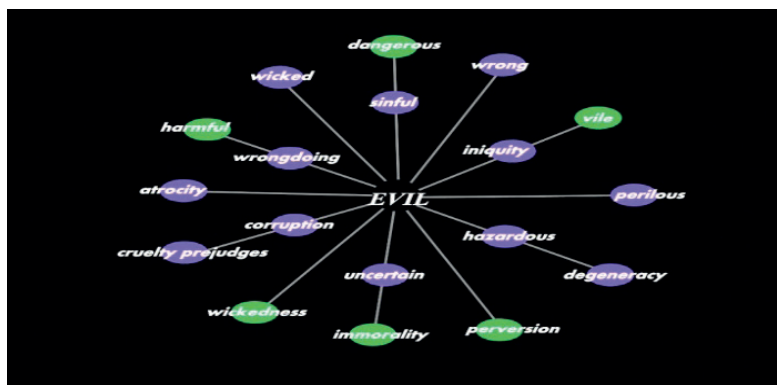 dangerous
wicked
wrong
sinful
harmful
vile
wrongdoing
iniquity
atrocity
EVIL
perilous
corruption
hazardous
cruelty prejudges
uncertain
degeneracy
wickedness
immorality
perversion